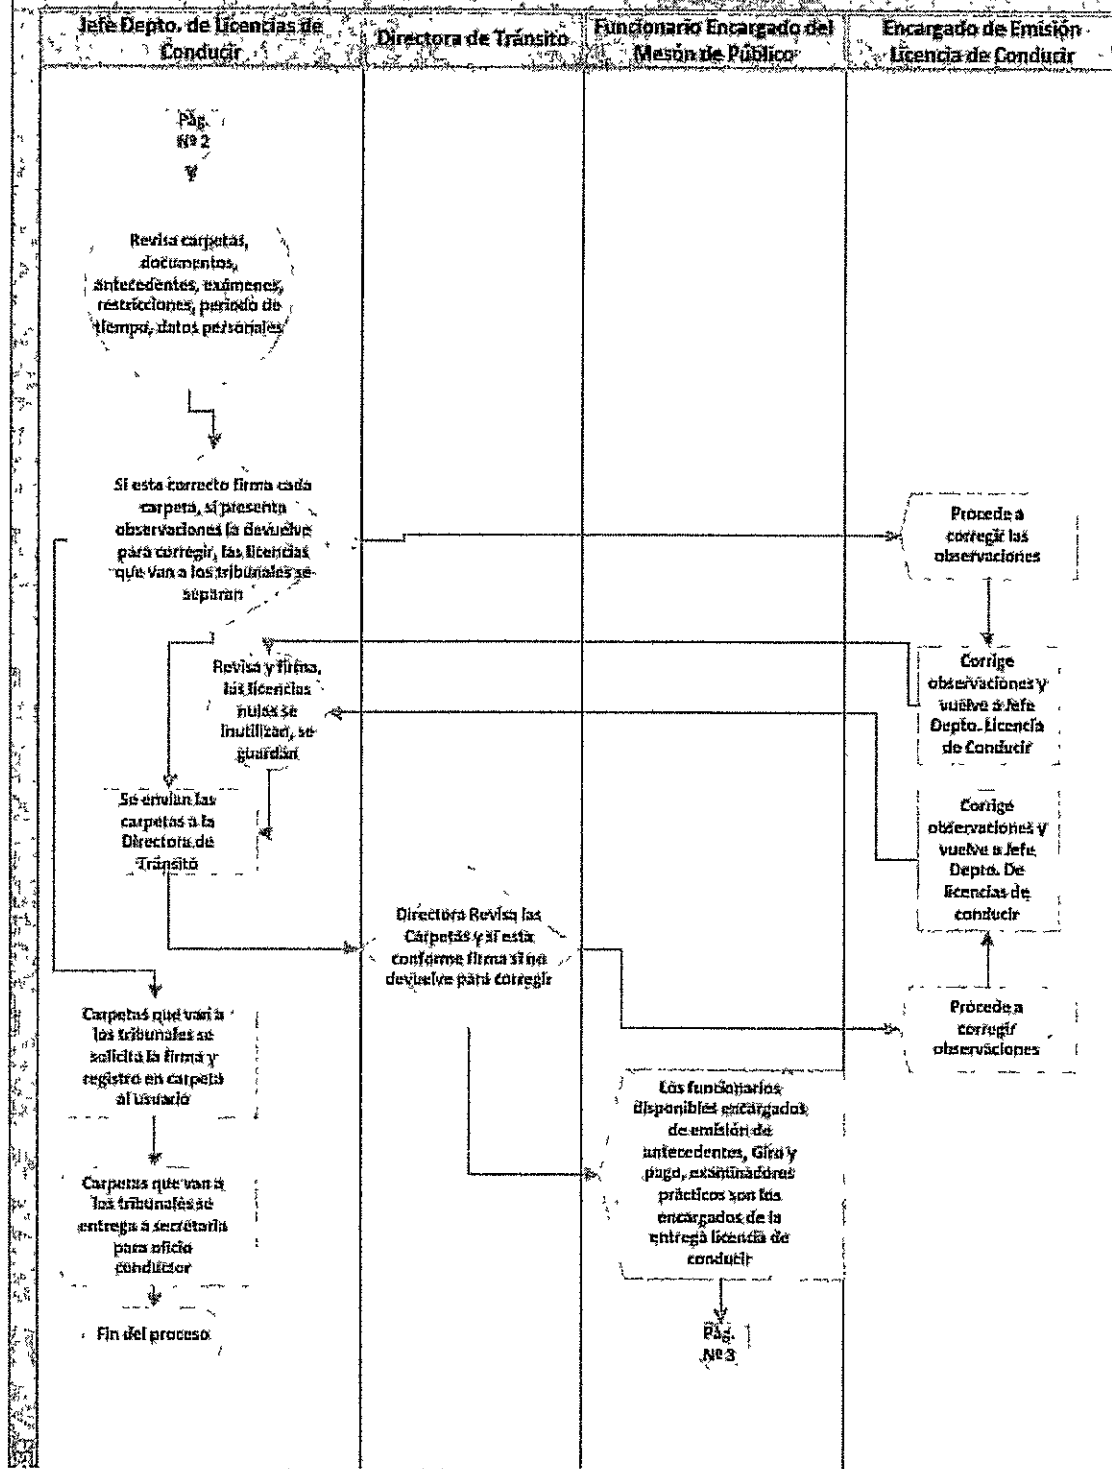 Jefe Depto. de Licencias de
Conducir
Directora de Tránsito
Funcionario Encargado del
Mesón de Público
Encargado de Emisión
Licencia de Conducir
Pág.
Nº 2
Revisa carpetas,
documentos,
antecedentes, exámenes,
restricciones, periodo de
tiempo, datos personales
Si esta correcto firma cada
carpeta, si presenta
observaciones la devuelve
para corregir, las licencias
que van a los tribunales se
separan
Procede a
corregir las
observaciones
Revisa y firma,
las licencias
nulas se
inutilizan, se
guardan
Corrige
observaciones y
vuelve a Jefe
Depto. Licencia
de Conducir
Se envían las
carpetas a la
Directora de
Tránsito
Corrige
observaciones y
vuelve a Jefe
Depto. De
licencias de
conducir
Directora Revisa las
Carpetas y si esta
conforme firma si no
devuelve para corregir
Procede a
corregir
observaciones
Carpetas que van a
los tribunales se
solicita la firma y
registro en carpeta
al usuario
Los funcionarios
disponibles encargados
de emisión de
antecedentes, Giro y
pago, examinadores
prácticos son los
encargados de la
entrega licencia de
conducir
Carpetas que van a
los tribunales se
entrega a secretaria
para oficio
conductor
Fin del proceso
Pág.
Nº 3